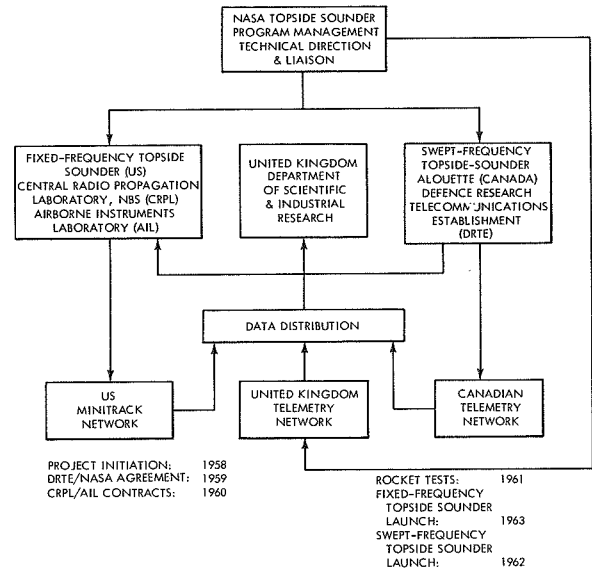 NASA TOPSIDE SOUNDER
PROGRAM MANAGEMENT
TECHNICAL DIRECTION
& LIAISON
FIXED-FREQUENCY TOPSIDE
SOUNDER (US)
CENTRAL RADIO PROPAGATION
LABORATORY, NBS (CRPL)
AIRBORNE INSTRUMENTS
LABORATORY (AIL)
UNITED KINGDOM
DEPARTMENT
OF SCIENTIFIC
& INDUSTRIAL
RESEARCH
SWEPT-FREQUENCY
TOPSIDE-SOUNDER
ALOUETTE (CANADA)
DEFENCE RESEARCH
TELECOMMUNICATIONS
ESTABLISHMENT
(DRTE)
DATA DISTRIBUTION
US
MINITRACK
NETWORK
UNITED KINGDOM
TELEMETRY
NETWORK
CANADIAN
TELEMETRY
NETWORK
PROJECT INITIATION: 1958
DRTE/NASA AGREEMENT: 1959
CRPL/AIL CONTRACTS: 1960
ROCKET TESTS: 1961
FIXED-FREQUENCY
TOPSIDE SOUNDER
LAUNCH: 1963
SWEPT-FREQUENCY
TOPSIDE SOUNDER
LAUNCH: 1962